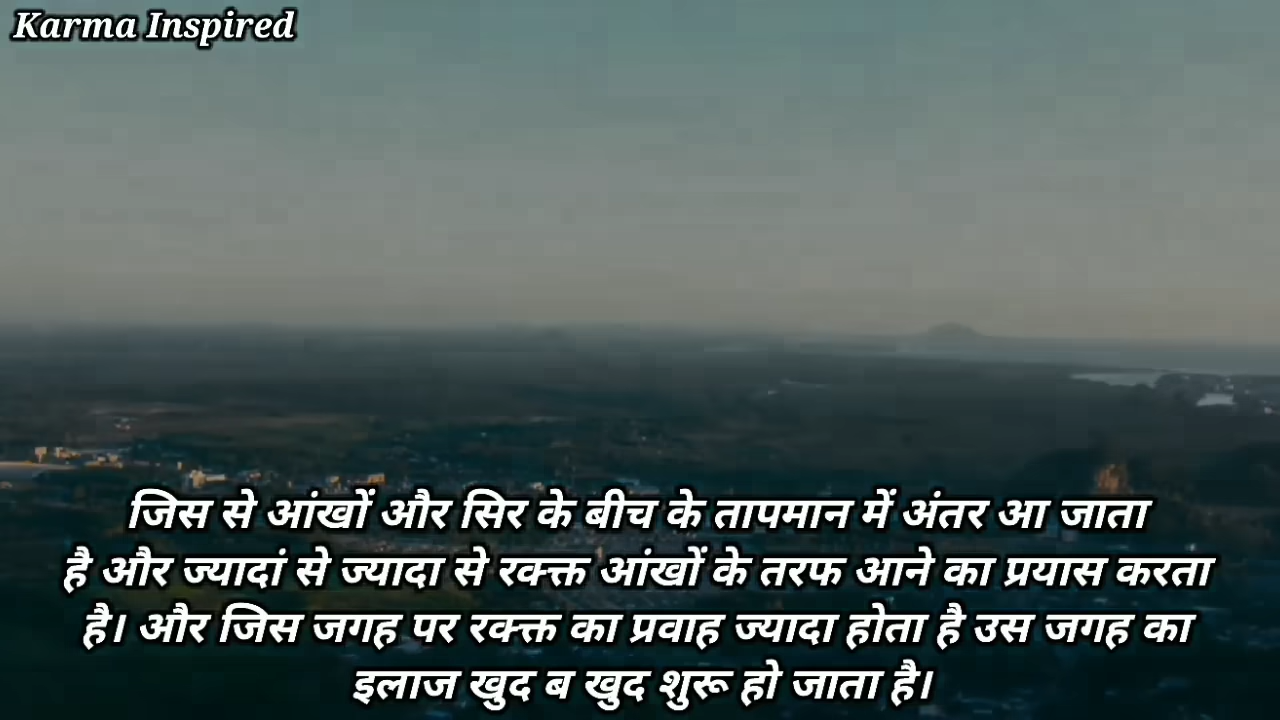 Karma Inspired
जिस से आंखों और सिर के बीच के तापमान में अंतर आ जाता
है और ज्यादां से ज्यादा से रक्क्त आंखों के तरफ आने का प्रयास करता
है। और जिस जगह पर रक्क्त का प्रवाह ज्यादा होता है उस जगह का
इलाज खुद ब खुद शुरू हो जाता है।